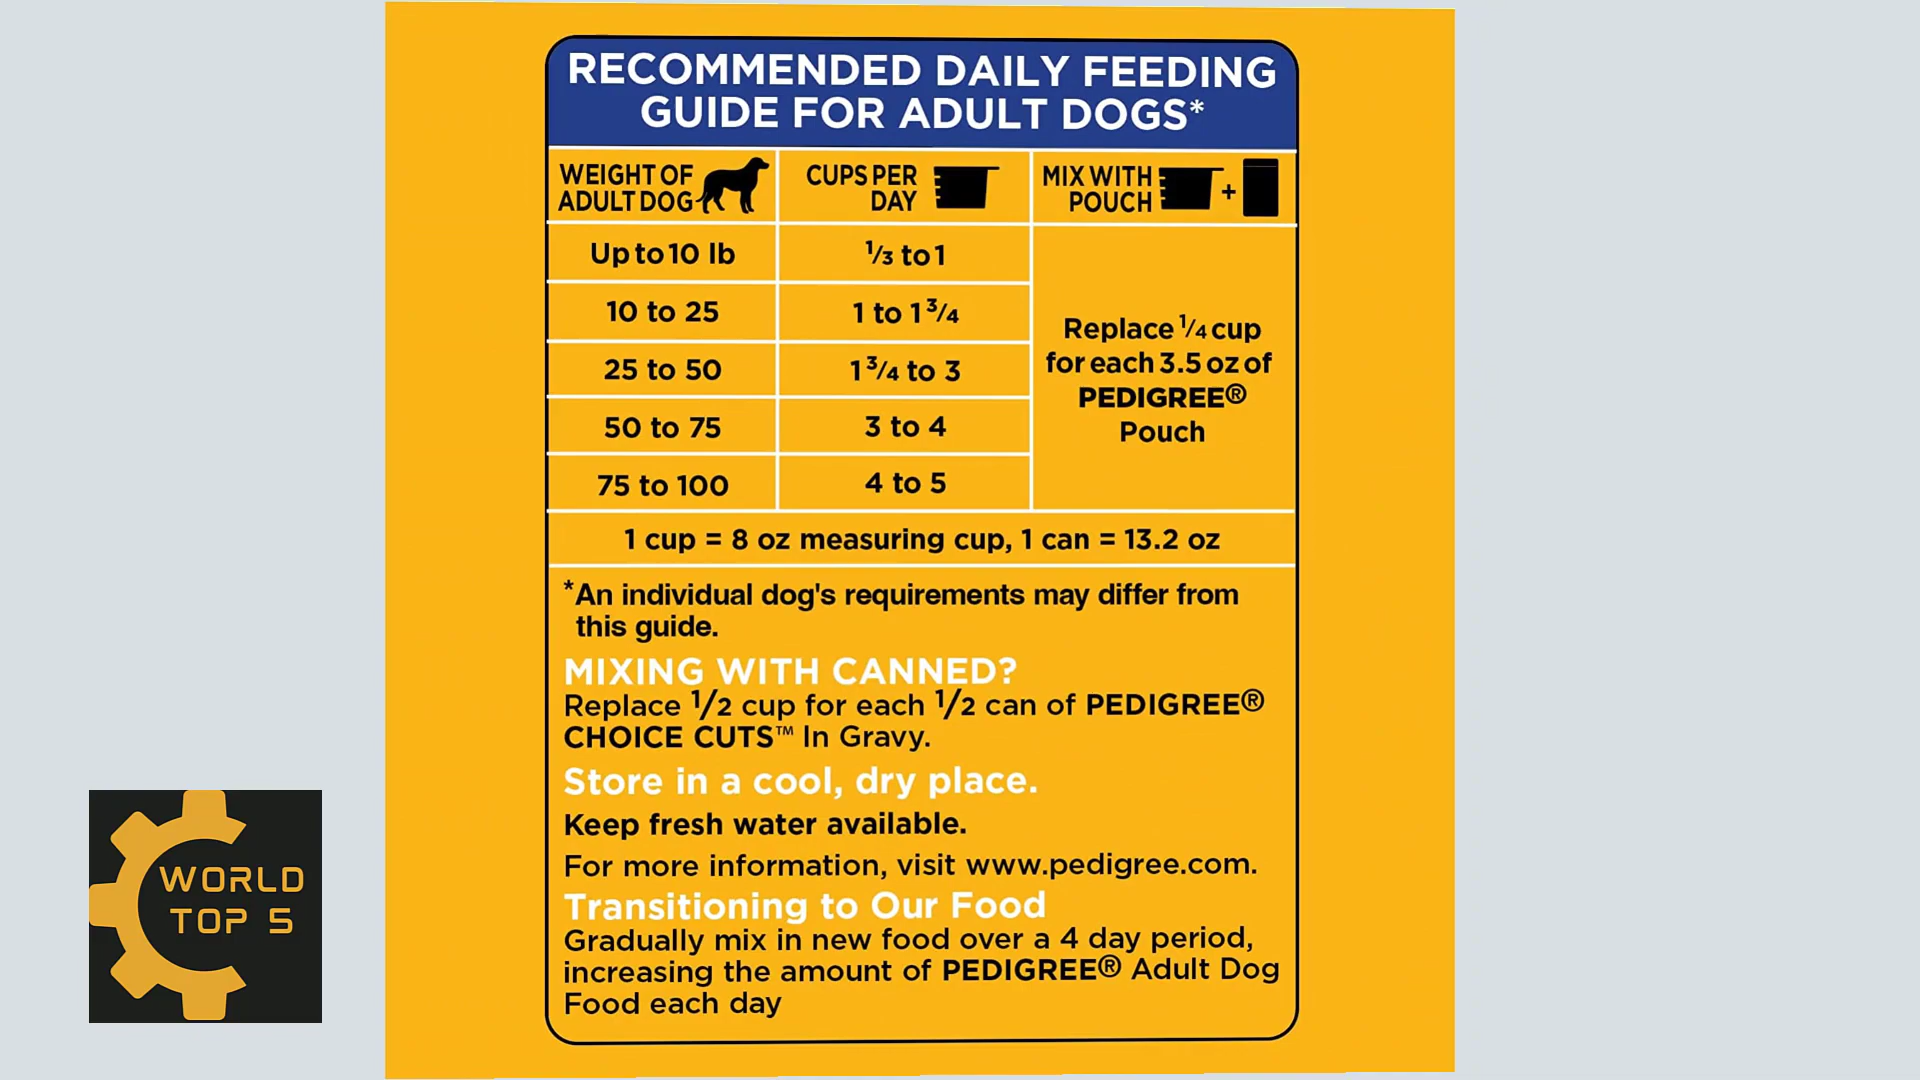 RECOMMENDED DAILY FEEDING
GUIDE FOR ADULT DOGS*
WEIGHT OF
ADULT DOG
CUPS PER
DAY
MIX WITH
POUCH
+
Up to 10 lb
⅓ to 1
10 to 25
1 to 1¾
25 to 50
1¾ to 3
50 to 75
3 to 4
75 to 100
4 to 5
Replace ¼ cup
for each 3.5 oz of
PEDIGREE®
Pouch
1 cup = 8 oz measuring cup, 1 can = 13.2 oz
*An individual dog's requirements may differ from
this guide.
MIXING WITH CANNED?
Replace ½ cup for each ½ can of PEDIGREE®
CHOICE CUTS™ In Gravy.
Store in a cool, dry place.
Keep fresh water available.
For more information, visit www.pedigree.com.
Transitioning to Our Food
Gradually mix in new food over a 4 day period,
increasing the amount of PEDIGREE® Adult Dog
Food each day
WORLD
TOP 5